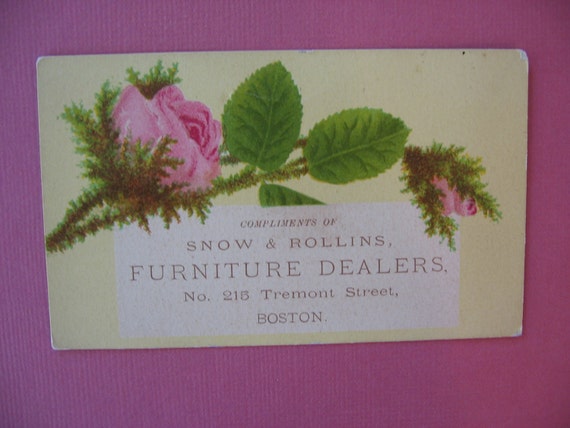 COMPLIMENTS OF
SNOW & ROLLINS,
FURNITURE DEALERS,
No. 215 Tremont Street,
BOSTON.